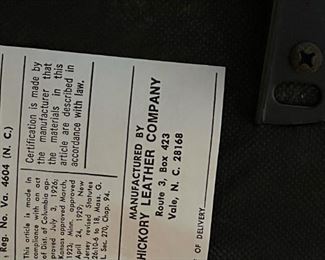 Reg. No. Va. 4604 (N. C.)
Certification is made by
the manufacturer that
the materials in this
article are described in
accordance with law.
This article is made in
compliance with an act
of Dist. of Columbia ap-
proved July 3, 1926;
Kansas approved March,
1923; Minn. approved
April 24, 1929; New
Jersey revised Statutes
26:10-6 to 18. Mass. G.
L. Sec. 270, Chap. 94.
MANUFACTURED BY
HICKORY LEATHER COMPANY
Route 3, Box 423
Vale, N. C. 28168
OF DELIVERY